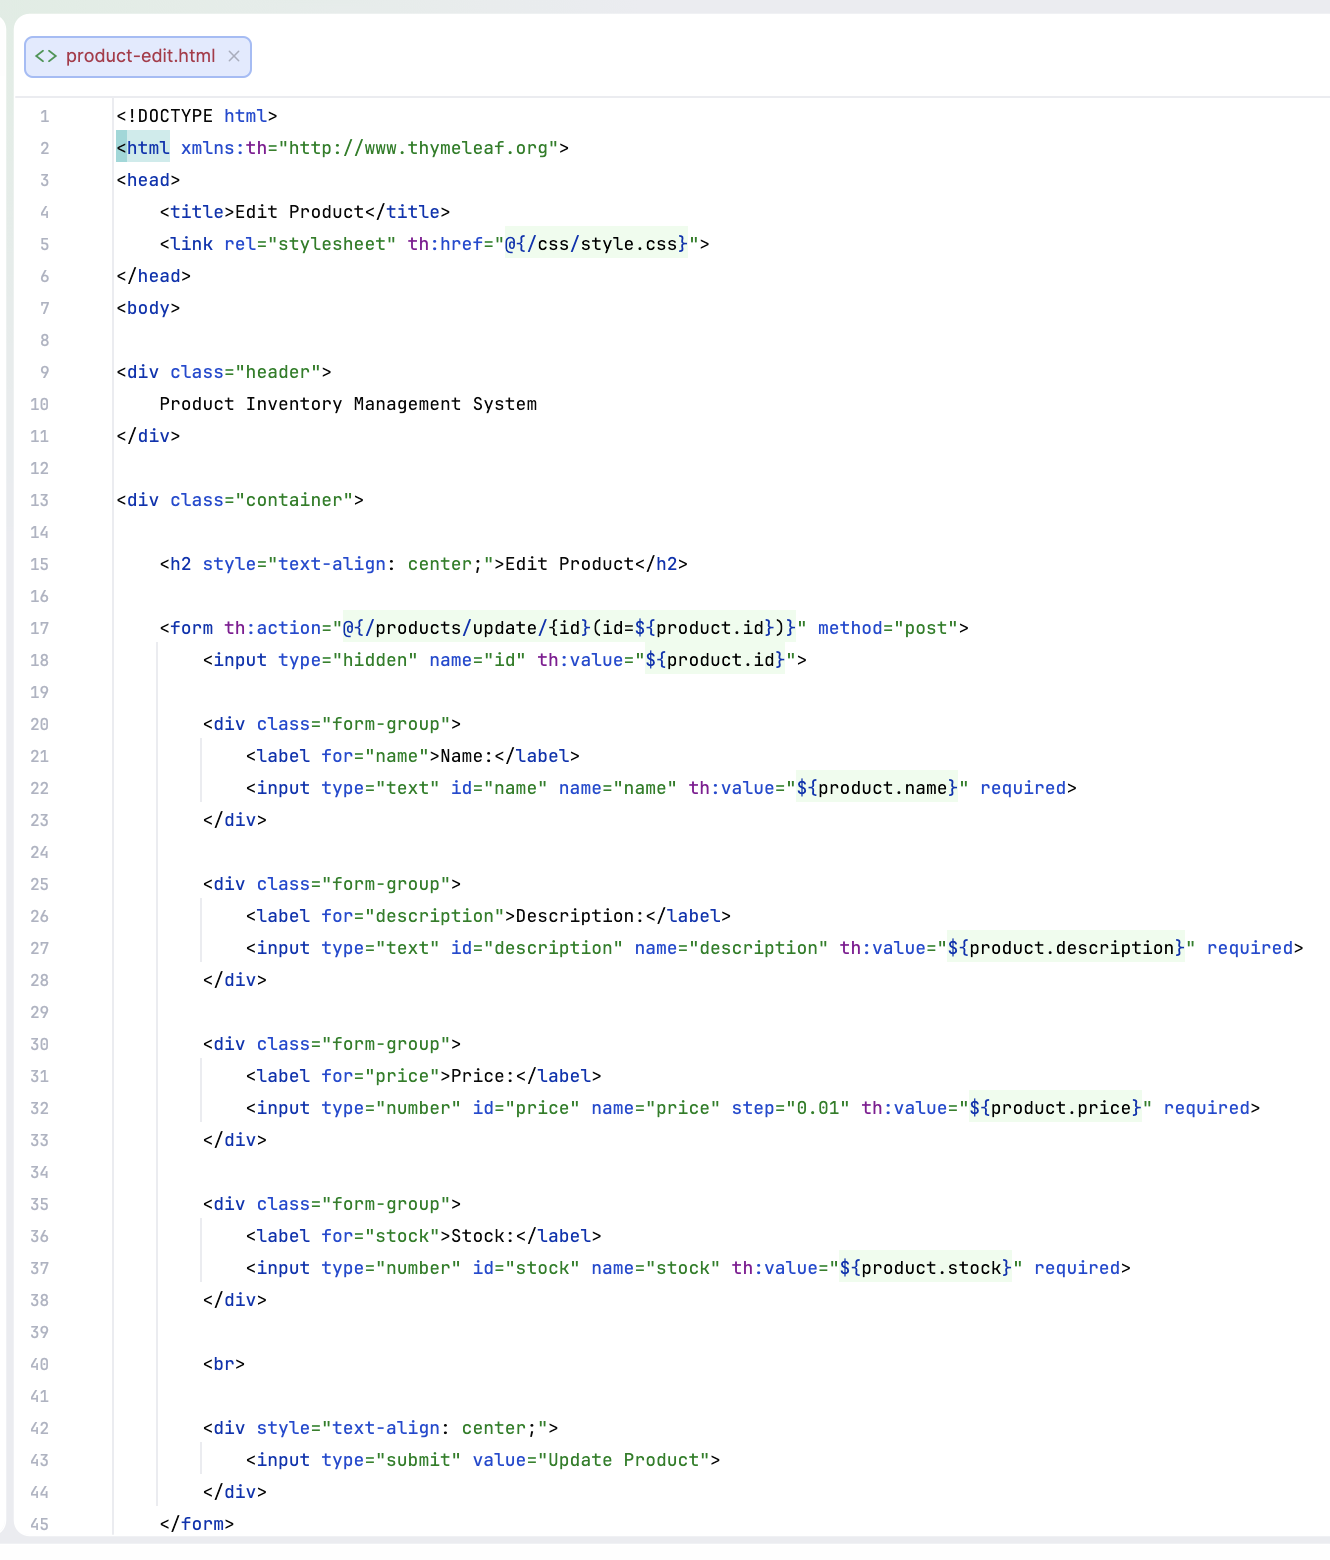 <> product-edit.html ×
1 <!DOCTYPE html>
2 <html xmlns:th="http://www.thymeleaf.org">
3 <head>
4     <title>Edit Product</title>
5     <link rel="stylesheet" th:href="@{/css/style.css}">
6 </head>
7 <body>
8
9 <div class="header">
10     Product Inventory Management System
11 </div>
12
13 <div class="container">
14
15     <h2 style="text-align: center;">Edit Product</h2>
16
17     <form th:action="@{/products/update/{id}(id=${product.id})}" method="post">
18         <input type="hidden" name="id" th:value="${product.id}">
19
20         <div class="form-group">
21             <label for="name">Name:</label>
22             <input type="text" id="name" name="name" th:value="${product.name}" required>
23         </div>
24
25         <div class="form-group">
26             <label for="description">Description:</label>
27             <input type="text" id="description" name="description" th:value="${product.description}" required>
28         </div>
29
30         <div class="form-group">
31             <label for="price">Price:</label>
32             <input type="number" id="price" name="price" step="0.01" th:value="${product.price}" required>
33         </div>
34
35         <div class="form-group">
36             <label for="stock">Stock:</label>
37             <input type="number" id="stock" name="stock" th:value="${product.stock}" required>
38         </div>
39
40         <br>
41
42         <div style="text-align: center;">
43             <input type="submit" value="Update Product">
44         </div>
45     </form>